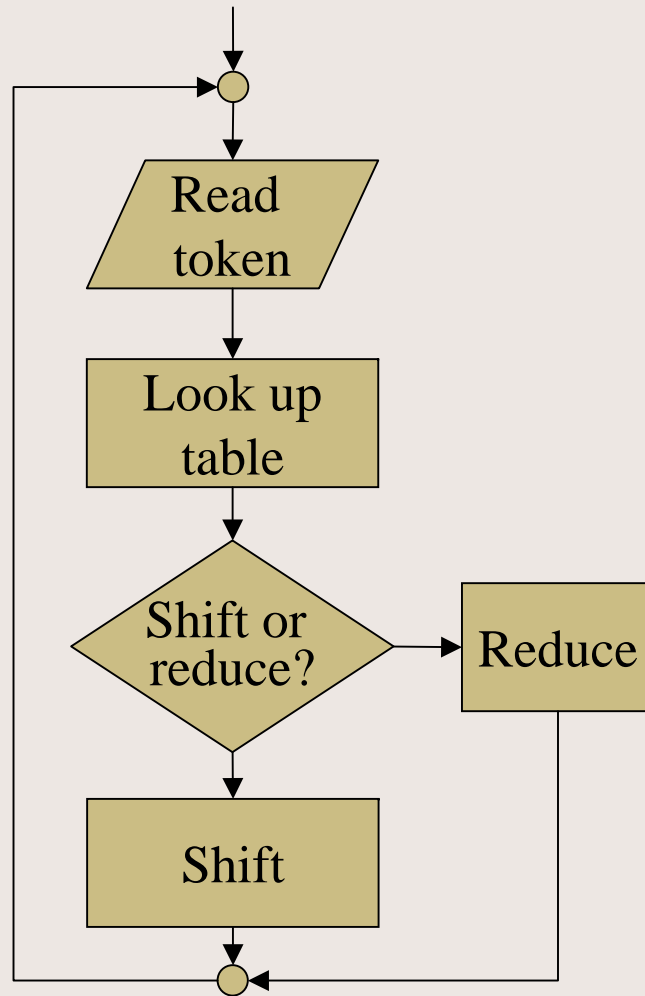 Read
token
Look up
table
Shift or
reduce?
Reduce
Shift